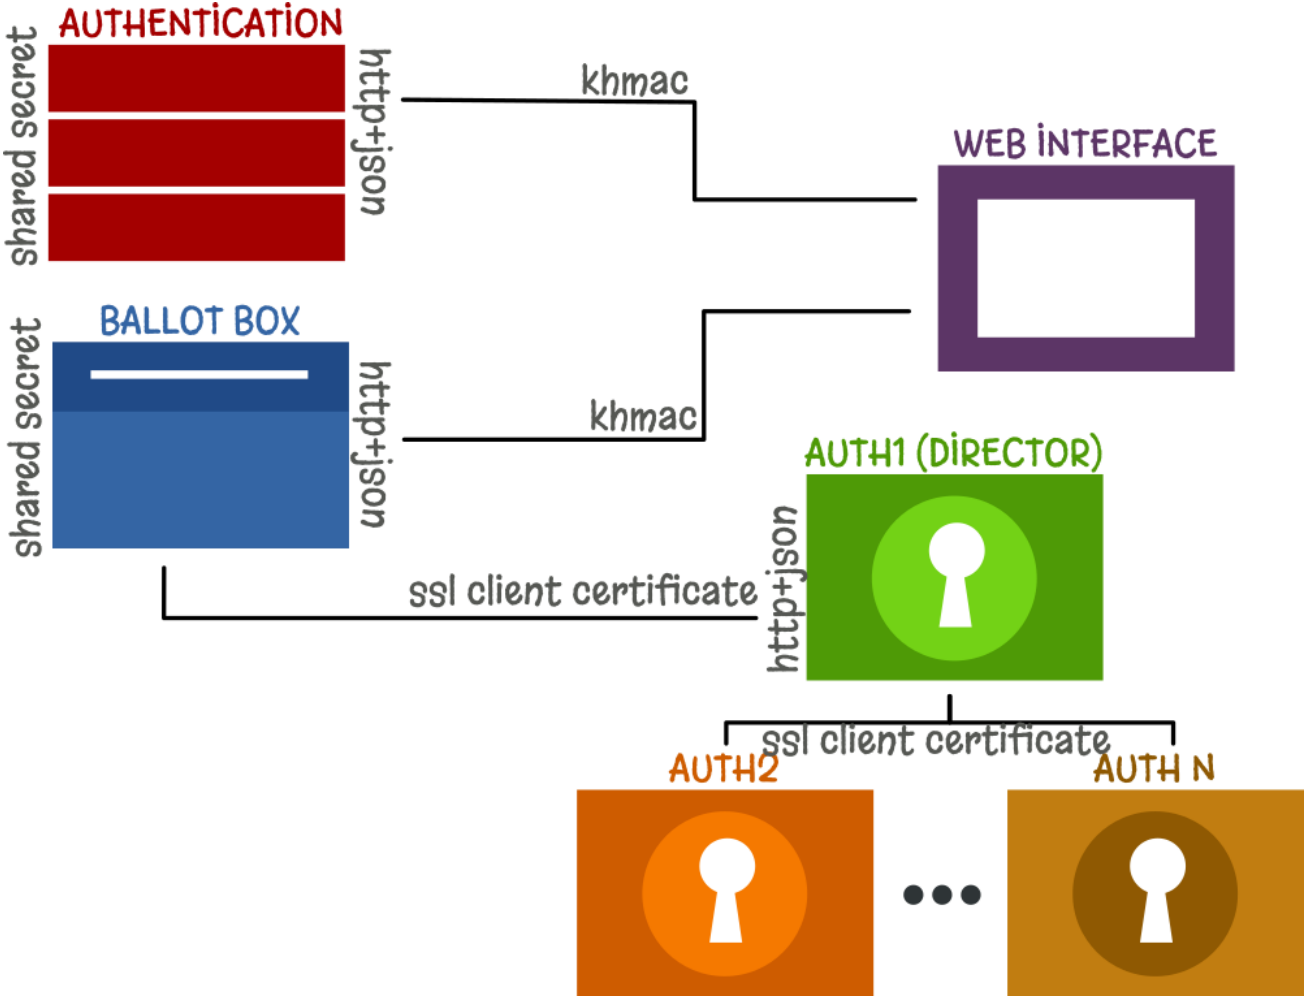 AUTHENTICATION
shared secret
http+json
khmac
WEB INTERFACE
BALLOT BOX
shared secret
http+json
khmac
AUTH1 (DIRECTOR)
http+json
ssl client certificate
ssl client certificate
AUTH2
AUTH N